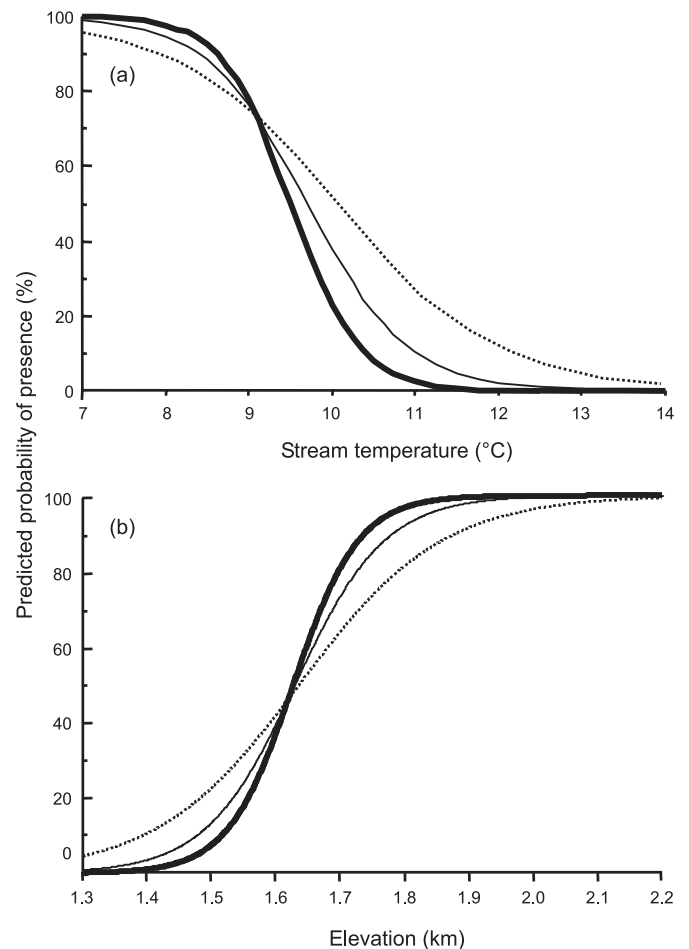 Predicted probability of presence (%)
100
80
60
40
20
0
(a)
7 8 9 10 11 12 13 14
Stream temperature (°C)
100
80
60
40
20
0
(b)
1.3 1.4 1.5 1.6 1.7 1.8 1.9 2.0 2.1 2.2
Elevation (km)